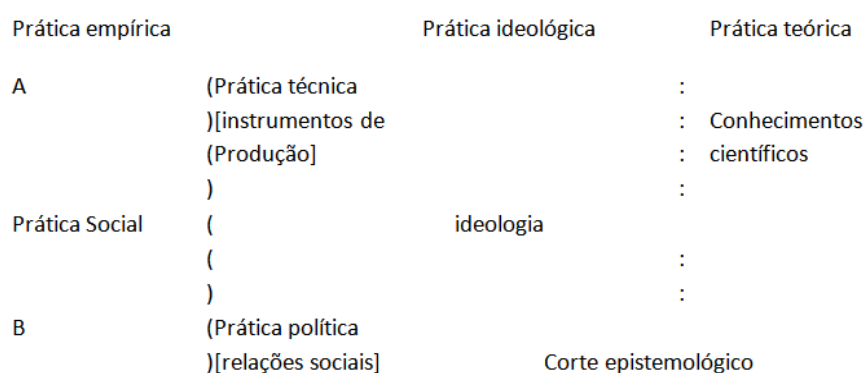 Prática empírica Prática ideológica Prática teórica
A (Prática técnica :
)[instrumentos de : Conhecimentos
(Produção] : científicos
) :
Prática Social ( ideologia
( :
) :
B (Prática política
)[relações sociais] Corte epistemológico